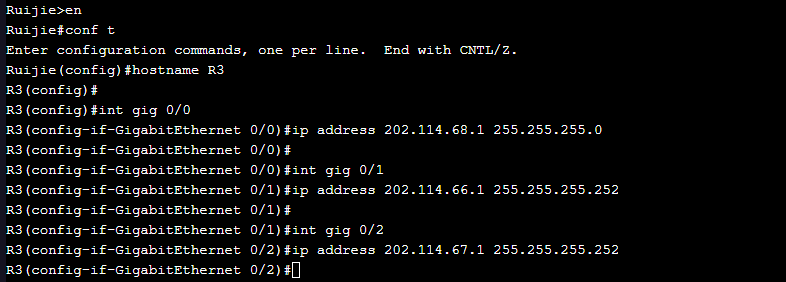 Ruijie>en
Ruijie#conf t
Enter configuration commands, one per line.  End with CNTL/Z.
Ruijie(config)#hostname R3
R3(config)#
R3(config)#int gig 0/0
R3(config-if-GigabitEthernet 0/0)#ip address 202.114.68.1 255.255.255.0
R3(config-if-GigabitEthernet 0/0)#
R3(config-if-GigabitEthernet 0/0)#int gig 0/1
R3(config-if-GigabitEthernet 0/1)#ip address 202.114.66.1 255.255.255.252
R3(config-if-GigabitEthernet 0/1)#
R3(config-if-GigabitEthernet 0/1)#int gig 0/2
R3(config-if-GigabitEthernet 0/2)#ip address 202.114.67.1 255.255.255.252
R3(config-if-GigabitEthernet 0/2)#